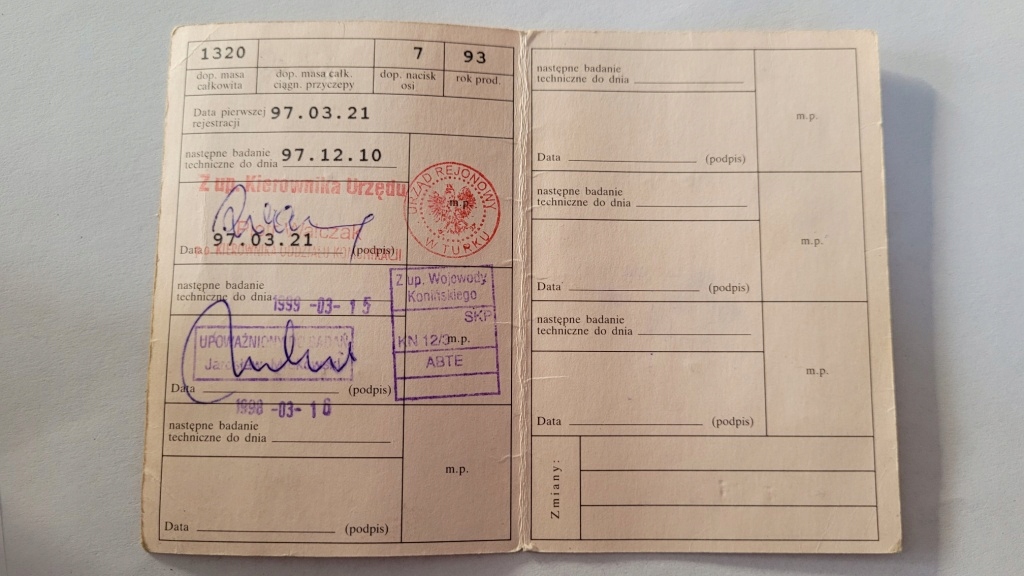 1320 7 93
dop. masa całkowita
dop. masa całk. ciągn. przyczepy
dop. nacisk osi
rok prod.
Data pierwszej rejestracji 97.03.21
następne badanie
techniczne do dnia 97.12.10
Z up. Kierownika Urzędu
URZĄD REJONOWY
W TURKU
m.p.
97.03.21
Data (podpis)
następne badanie
techniczne do dnia 1999 -03- 15
Z up. Wojewody
Konińskiego
SKP
KN 12/3 m.p.
ABTE
UPOWAŻNIONY DO BADAŃ
Data (podpis)
1998 -03- 16
następne badanie
techniczne do dnia
m.p.
Data (podpis)
następne badanie
techniczne do dnia
m.p.
Data (podpis)
następne badanie
techniczne do dnia
m.p.
Data (podpis)
następne badanie
techniczne do dnia
m.p.
Data (podpis)
Zmiany: